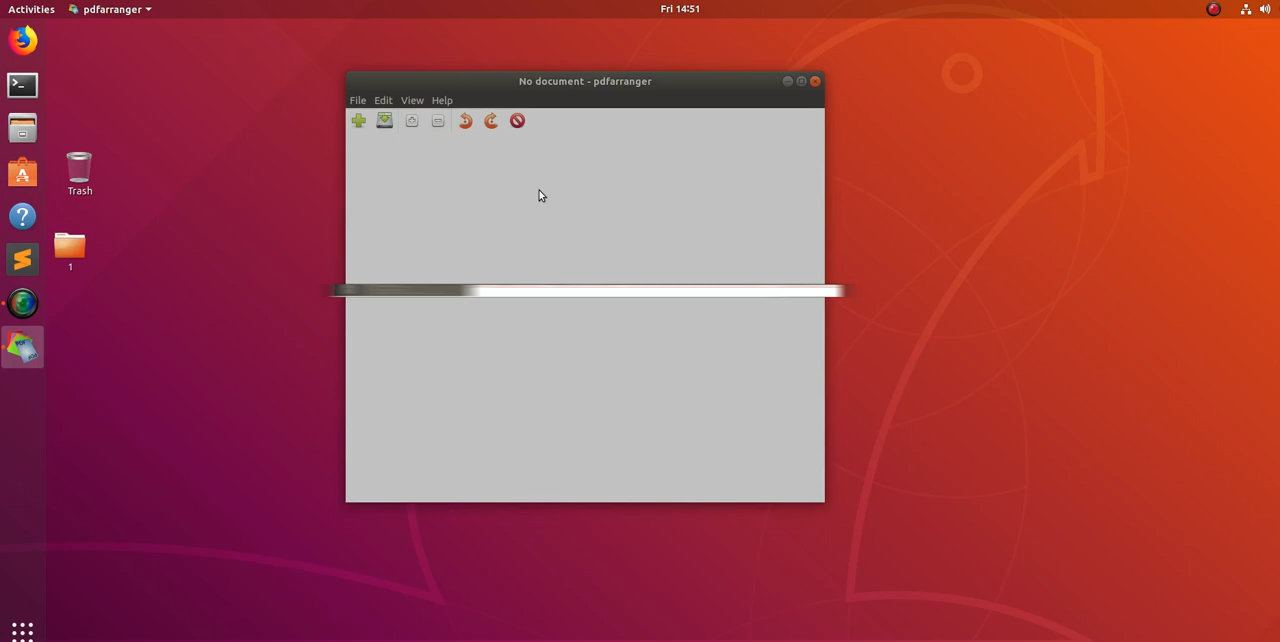 Activities pdfarranger Fri 14:51
No document - pdfarranger
File Edit View Help
Trash
1